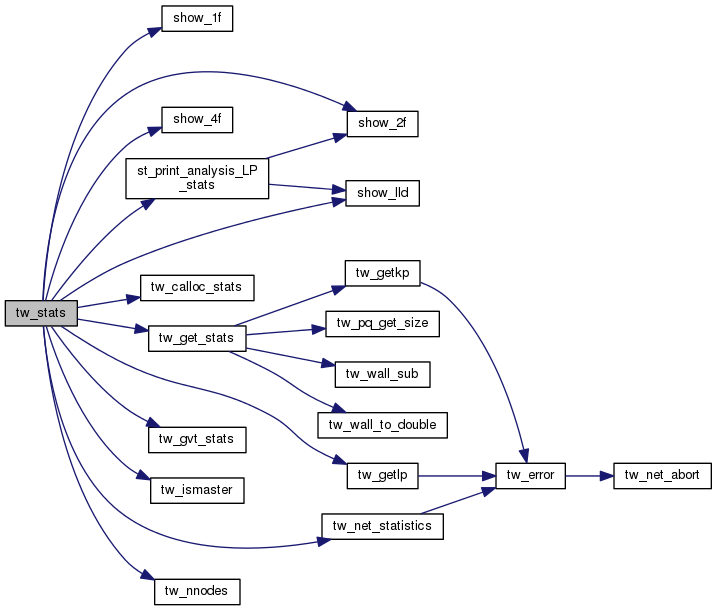 show_1f
show_4f
show_2f
st_print_analysis_LP
_stats
show_lld
tw_getkp
tw_calloc_stats
tw_stats
tw_pq_get_size
tw_get_stats
tw_wall_sub
tw_wall_to_double
tw_gvt_stats
tw_getlp
tw_error
tw_net_abort
tw_ismaster
tw_net_statistics
tw_nnodes